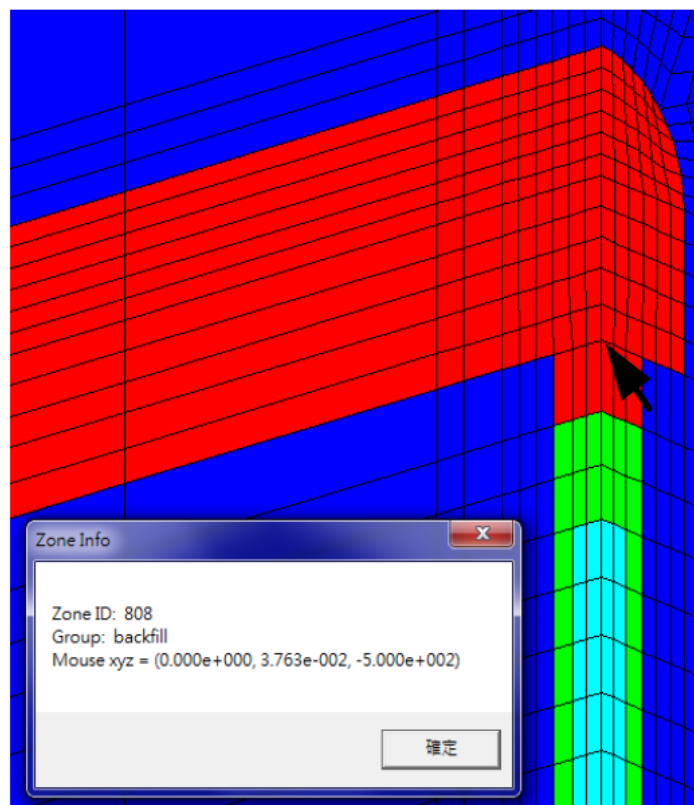 Zone Info
Zone ID: 808
Group: backfill
Mouse xyz = (0.000e+000, 3.763e-002, -5.000e+002)
確定